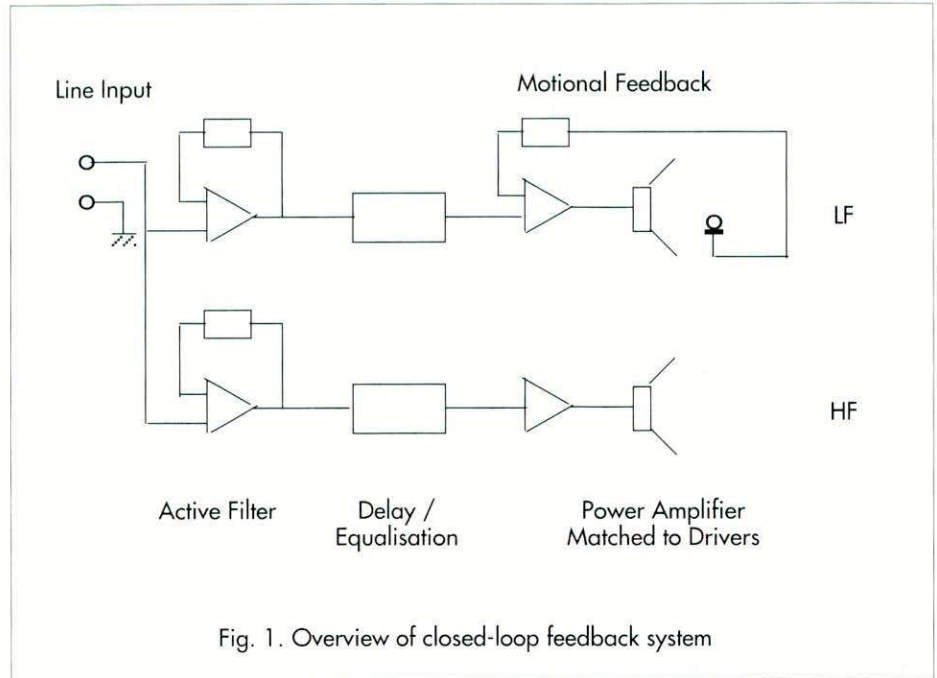 Line Input
Motional Feedback
LF
HF
Active Filter
Delay /
Equalisation
Power Amplifier
Matched to Drivers
Fig. 1. Overview of closed-loop feedback system